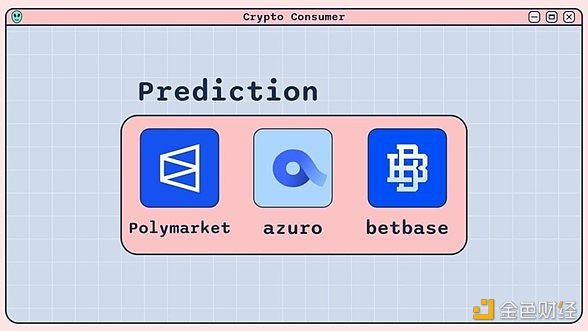 Crypto Consumer
Prediction
Polymarket azuro betbase
金色财经